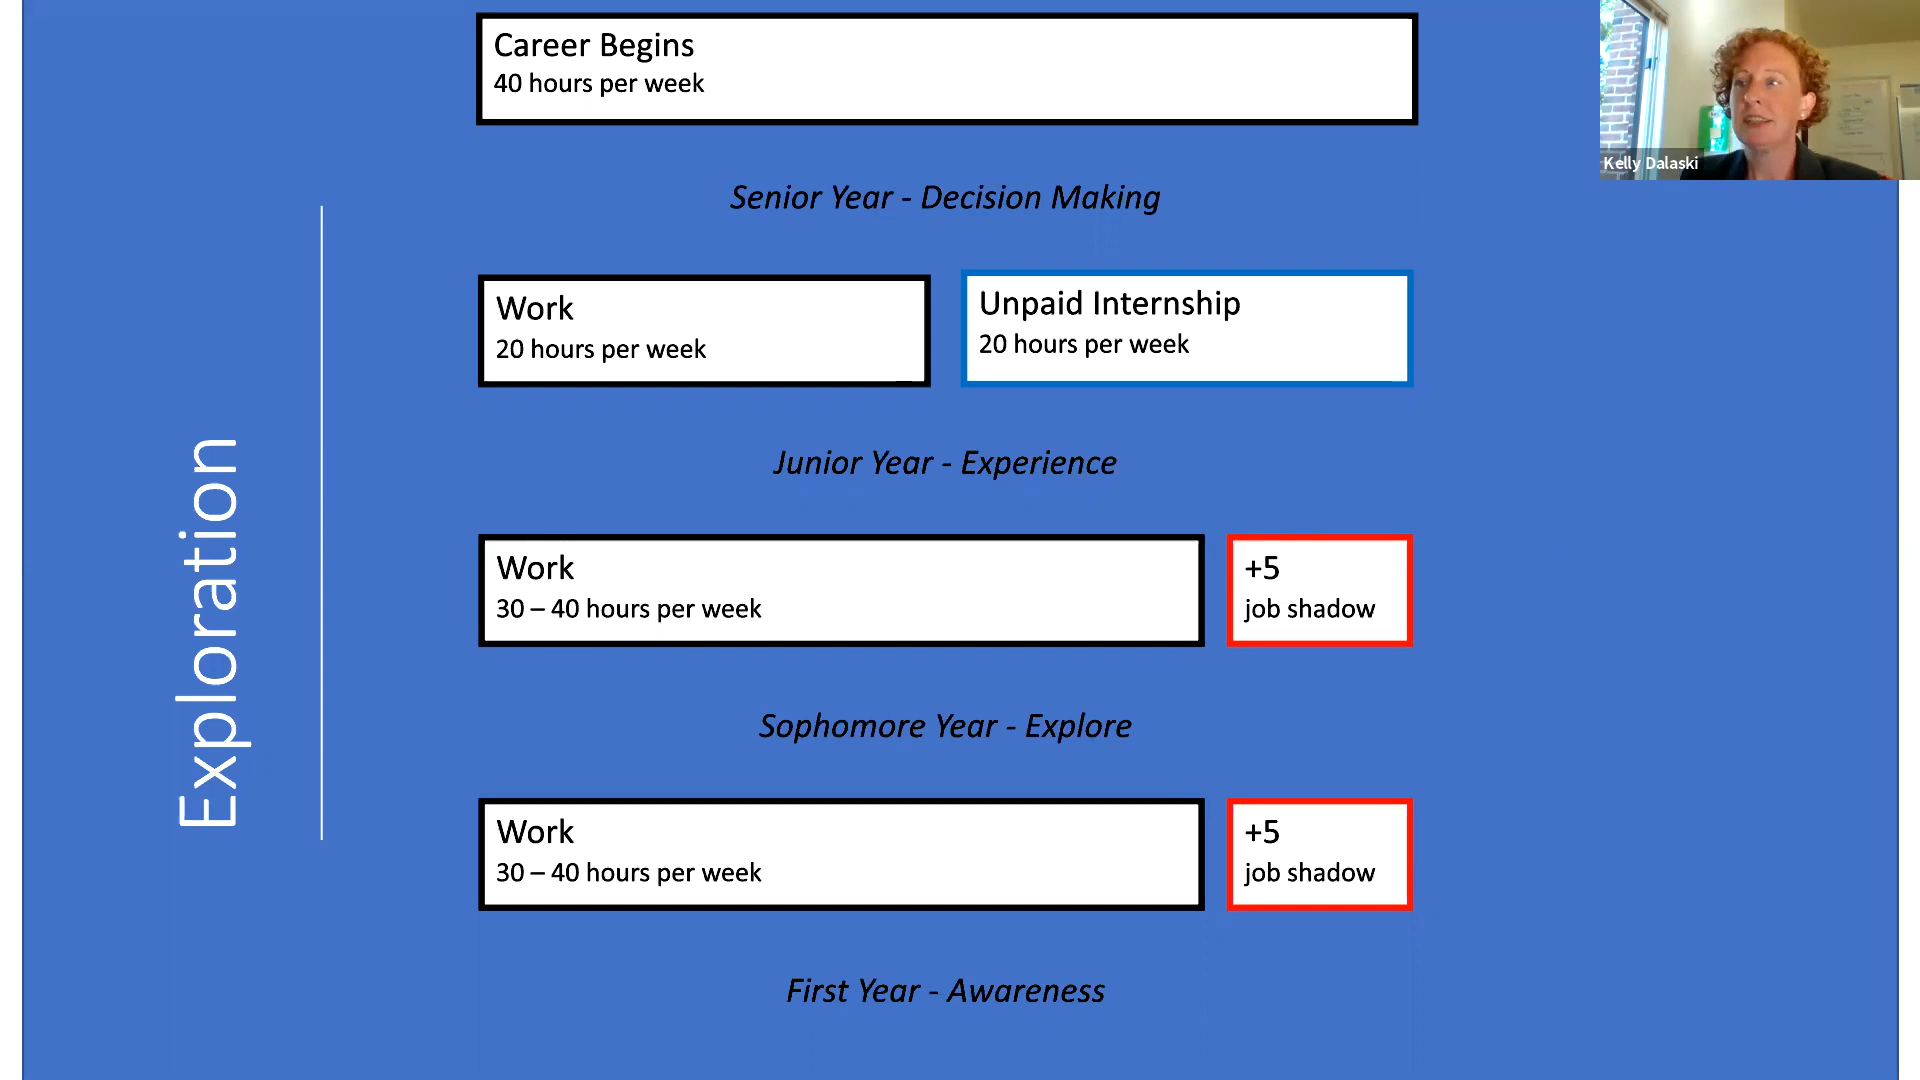 Career Begins
40 hours per week
Kelly Dalaski
Senior Year - Decision Making
Work
20 hours per week
Unpaid Internship
20 hours per week
Junior Year - Experience
Exploration
Work
30 – 40 hours per week
+5
job shadow
Sophomore Year - Explore
Work
30 – 40 hours per week
+5
job shadow
First Year - Awareness